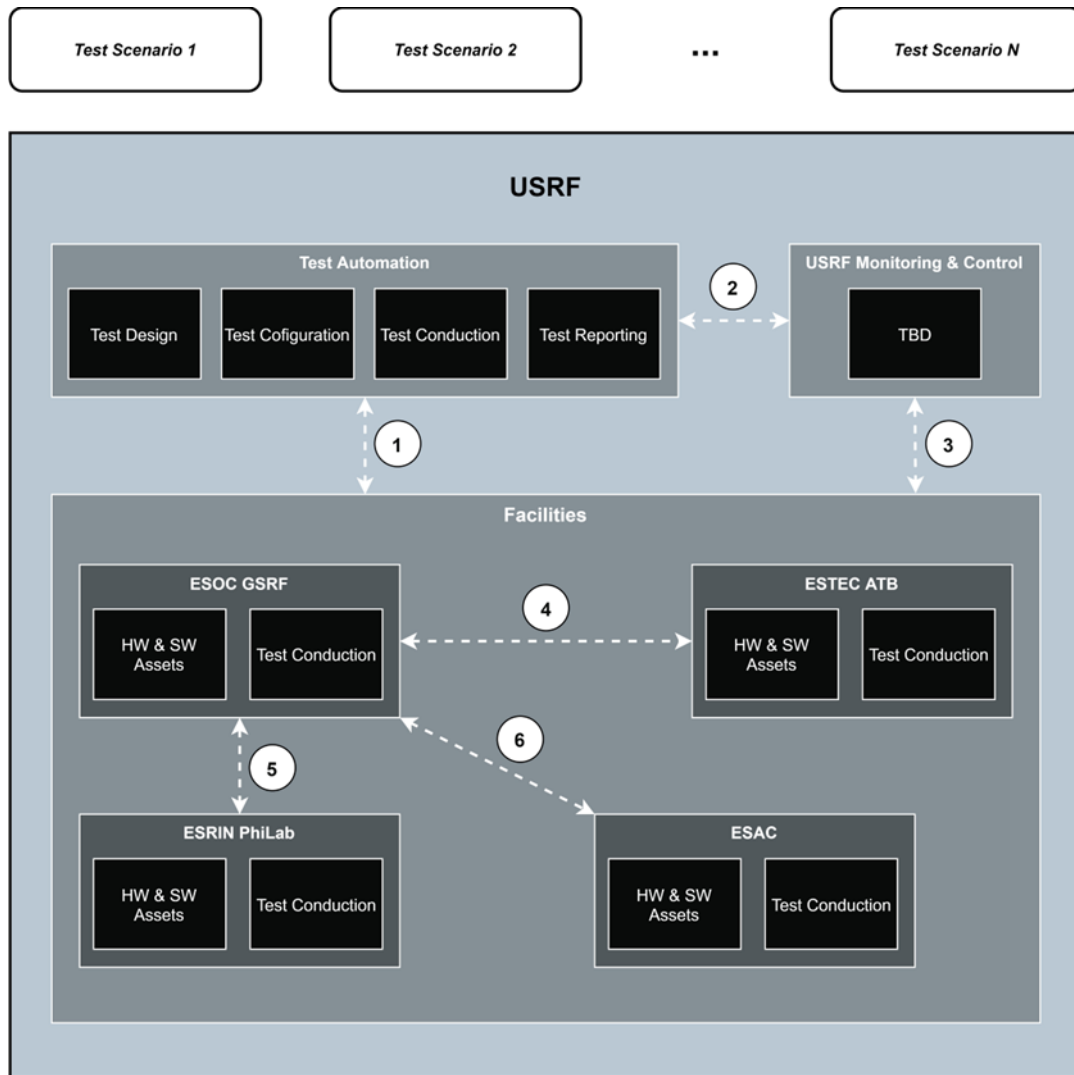 Test Scenario 1
Test Scenario 2
...
Test Scenario N
USRF
Test Automation
USRF Monitoring & Control
2
Test Design
Test Cofiguration
Test Conduction
Test Reporting
TBD
1
3
Facilities
ESOC GSRF
ESTEC ATB
4
HW & SW
Assets
Test Conduction
HW & SW
Assets
Test Conduction
6
5
ESRIN PhiLab
ESAC
HW & SW
Assets
Test Conduction
HW & SW
Assets
Test Conduction